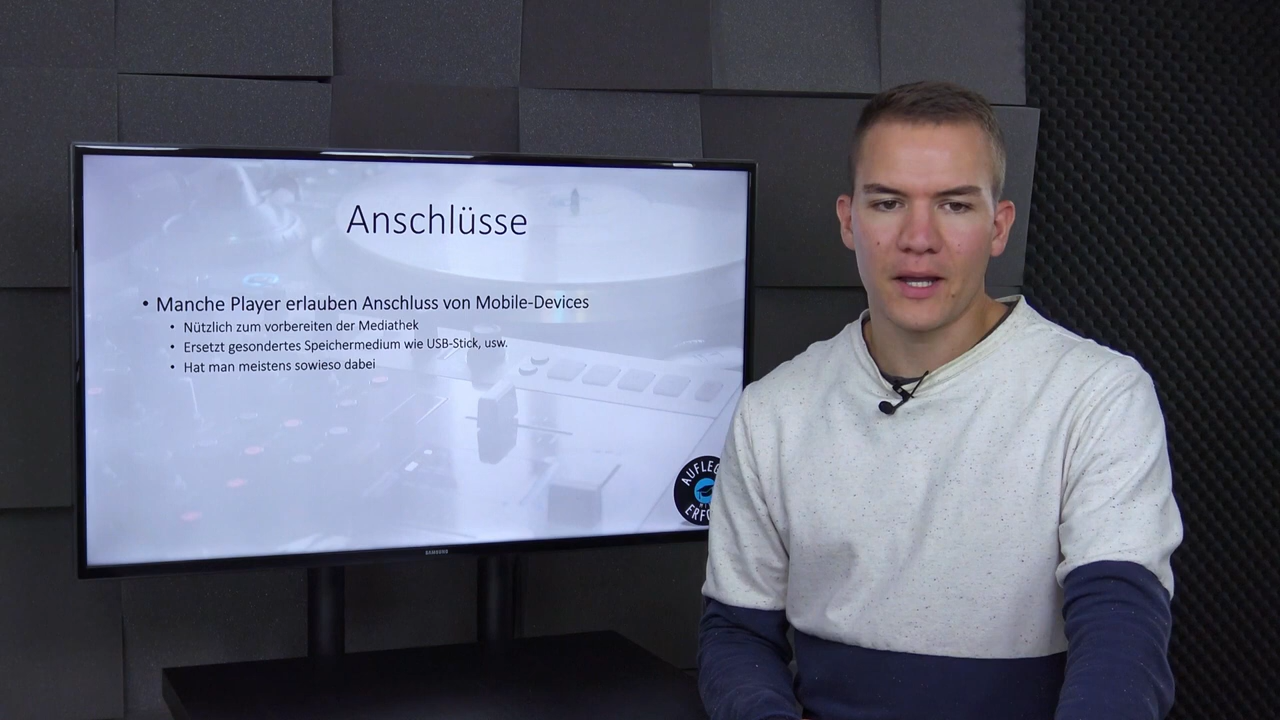 Anschlüsse
• Manche Player erlauben Anschluss von Mobile-Devices
• Nützlich zum vorbereiten der Mediathek
• Ersetzt gesondertes Speichermedium wie USB-Stick, usw.
• Hat man meistens sowieso dabei
SAMSUNG